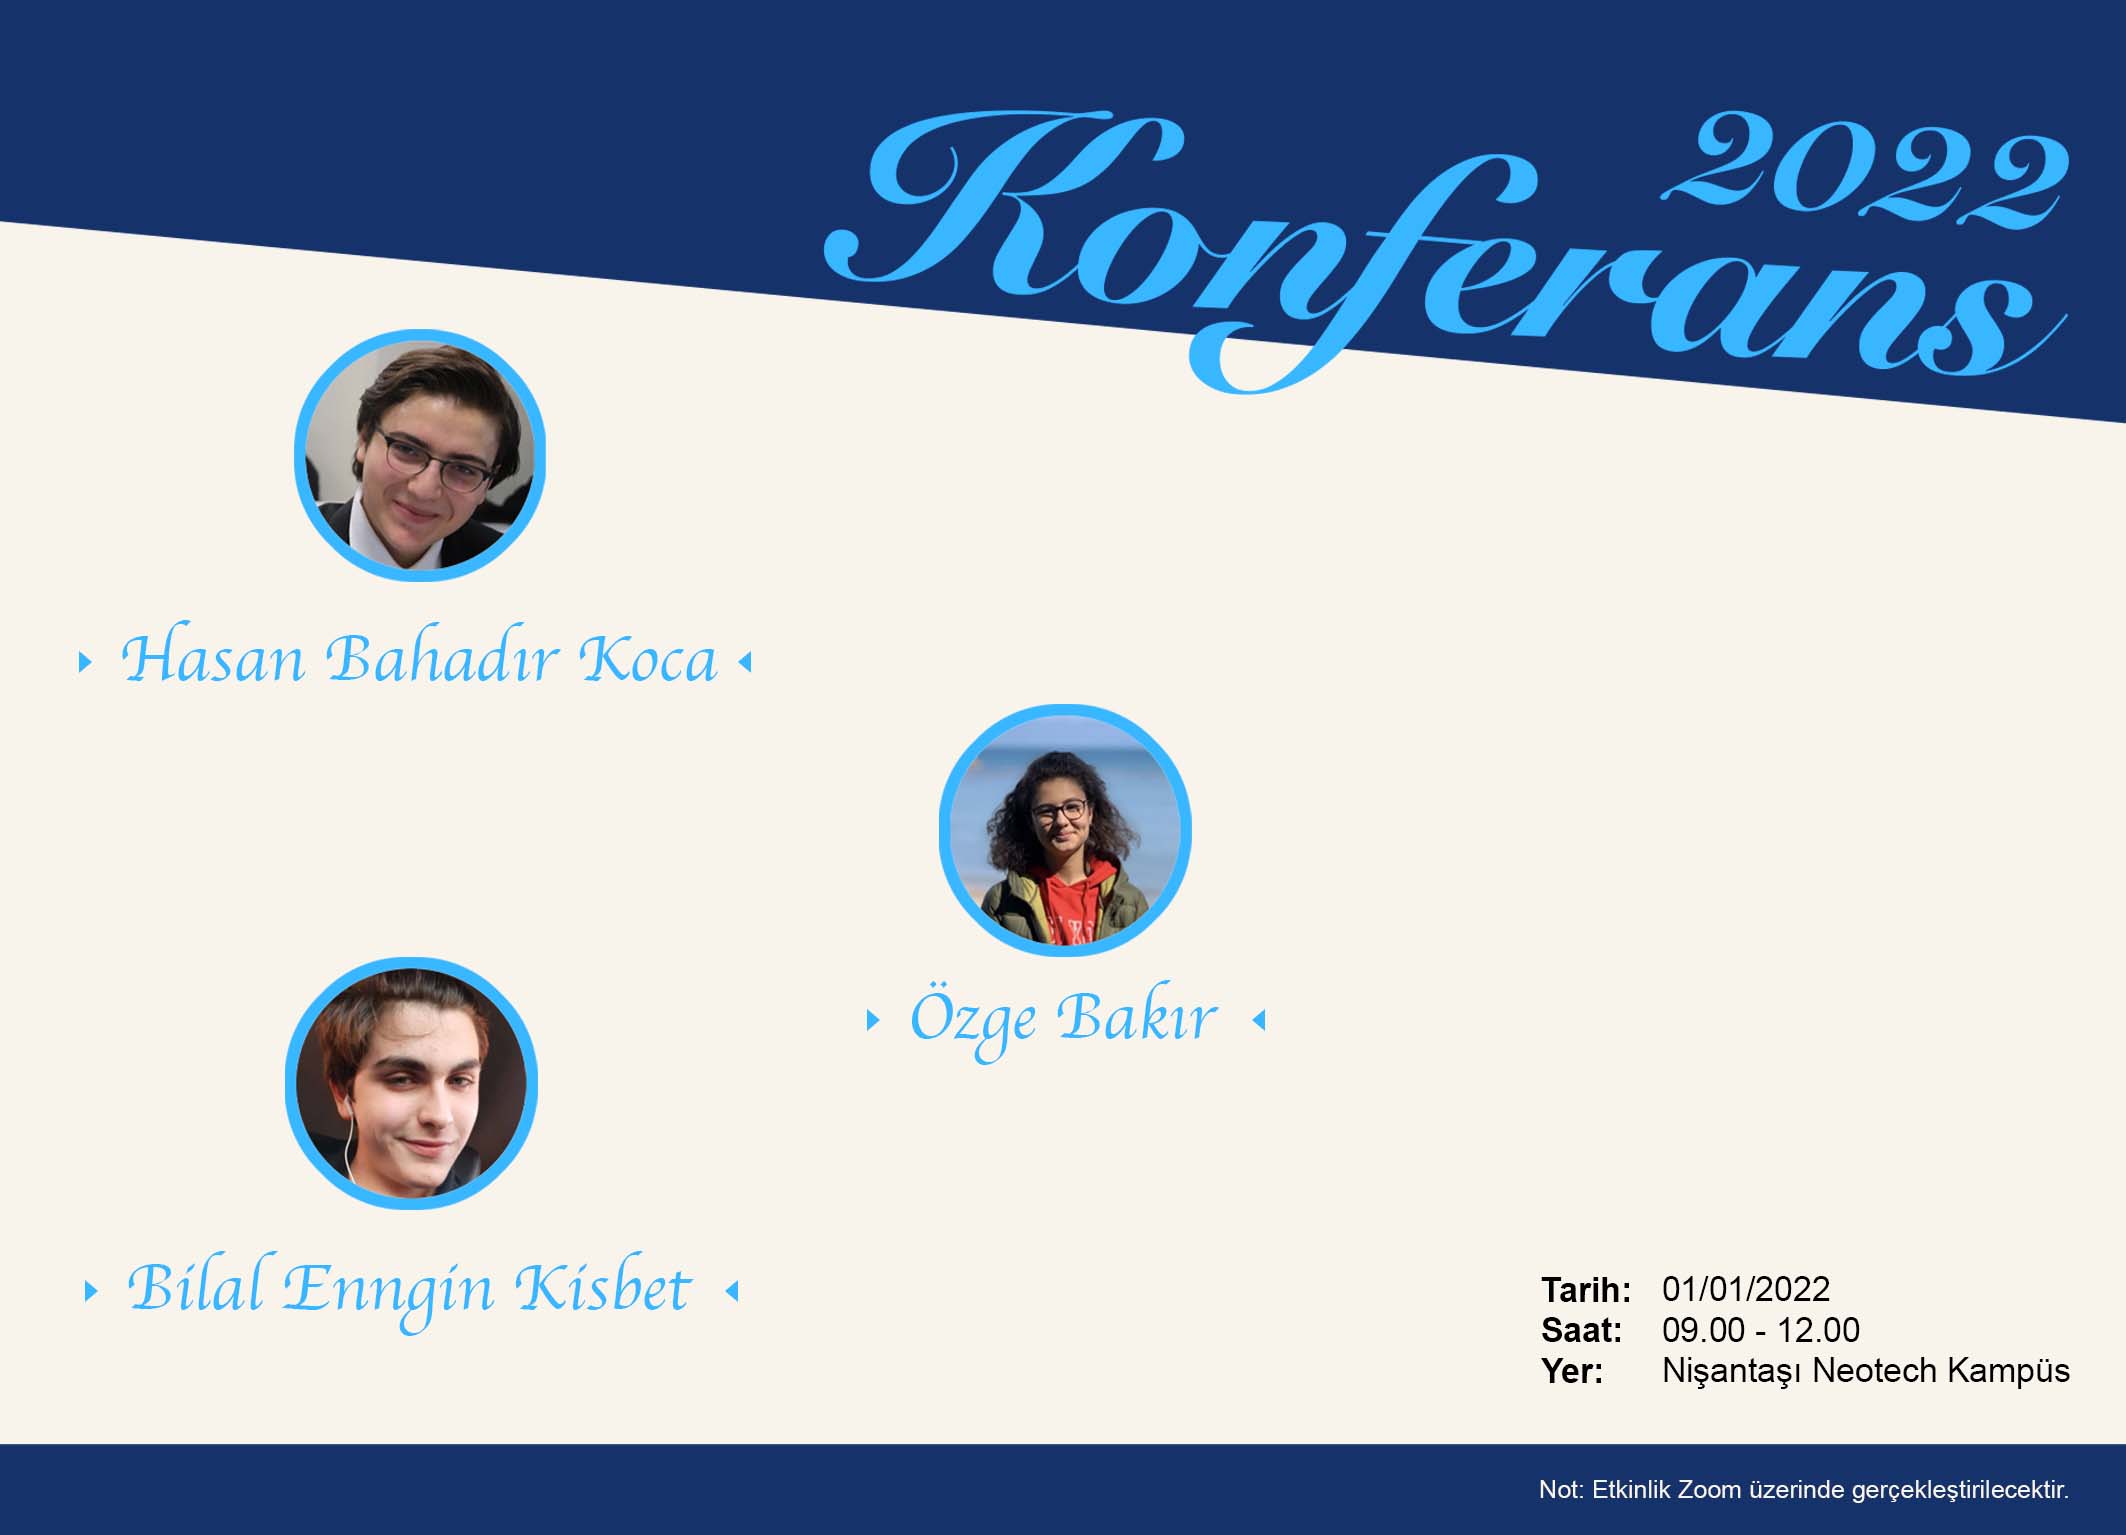 2022
Konferans
Hasan Bahadır Koca
Özge Bakır
Bilal Enngin Kisbet
Tarih: 01/01/2022
Saat: 09.00 - 12.00
Yer: Nişantaşı Neotech Kampüs
Not: Etkinlik Zoom üzerinde gerçekleştirilecektir.